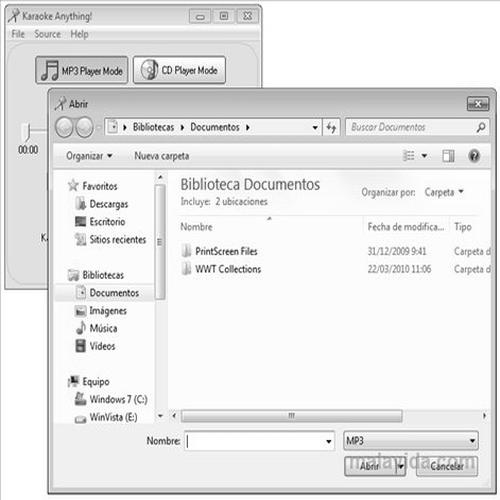 Karaoke Anything!
File Source Help
MP3 Player Mode CD Player Mode
00:00
Abrir
Bibliotecas Documentos Buscar Documentos
Organizar Nueva carpeta
Favoritos
Descargas
Escritorio
Sitios recientes
Bibliotecas
Documentos
Imágenes
Música
Vídeos
Equipo
Windows 7 (C:)
WinVista (E:)
Biblioteca Documentos
Incluye: 2 ubicaciones
Organizar por: Carpeta
Nombre Fecha de modifica... Tipo
PrintScreen Files 31/12/2009 9:41 Carpeta d
WWT Collections 22/03/2010 11:06 Carpeta d
Nombre: MP3
malavida.com
Abrir Cancelar